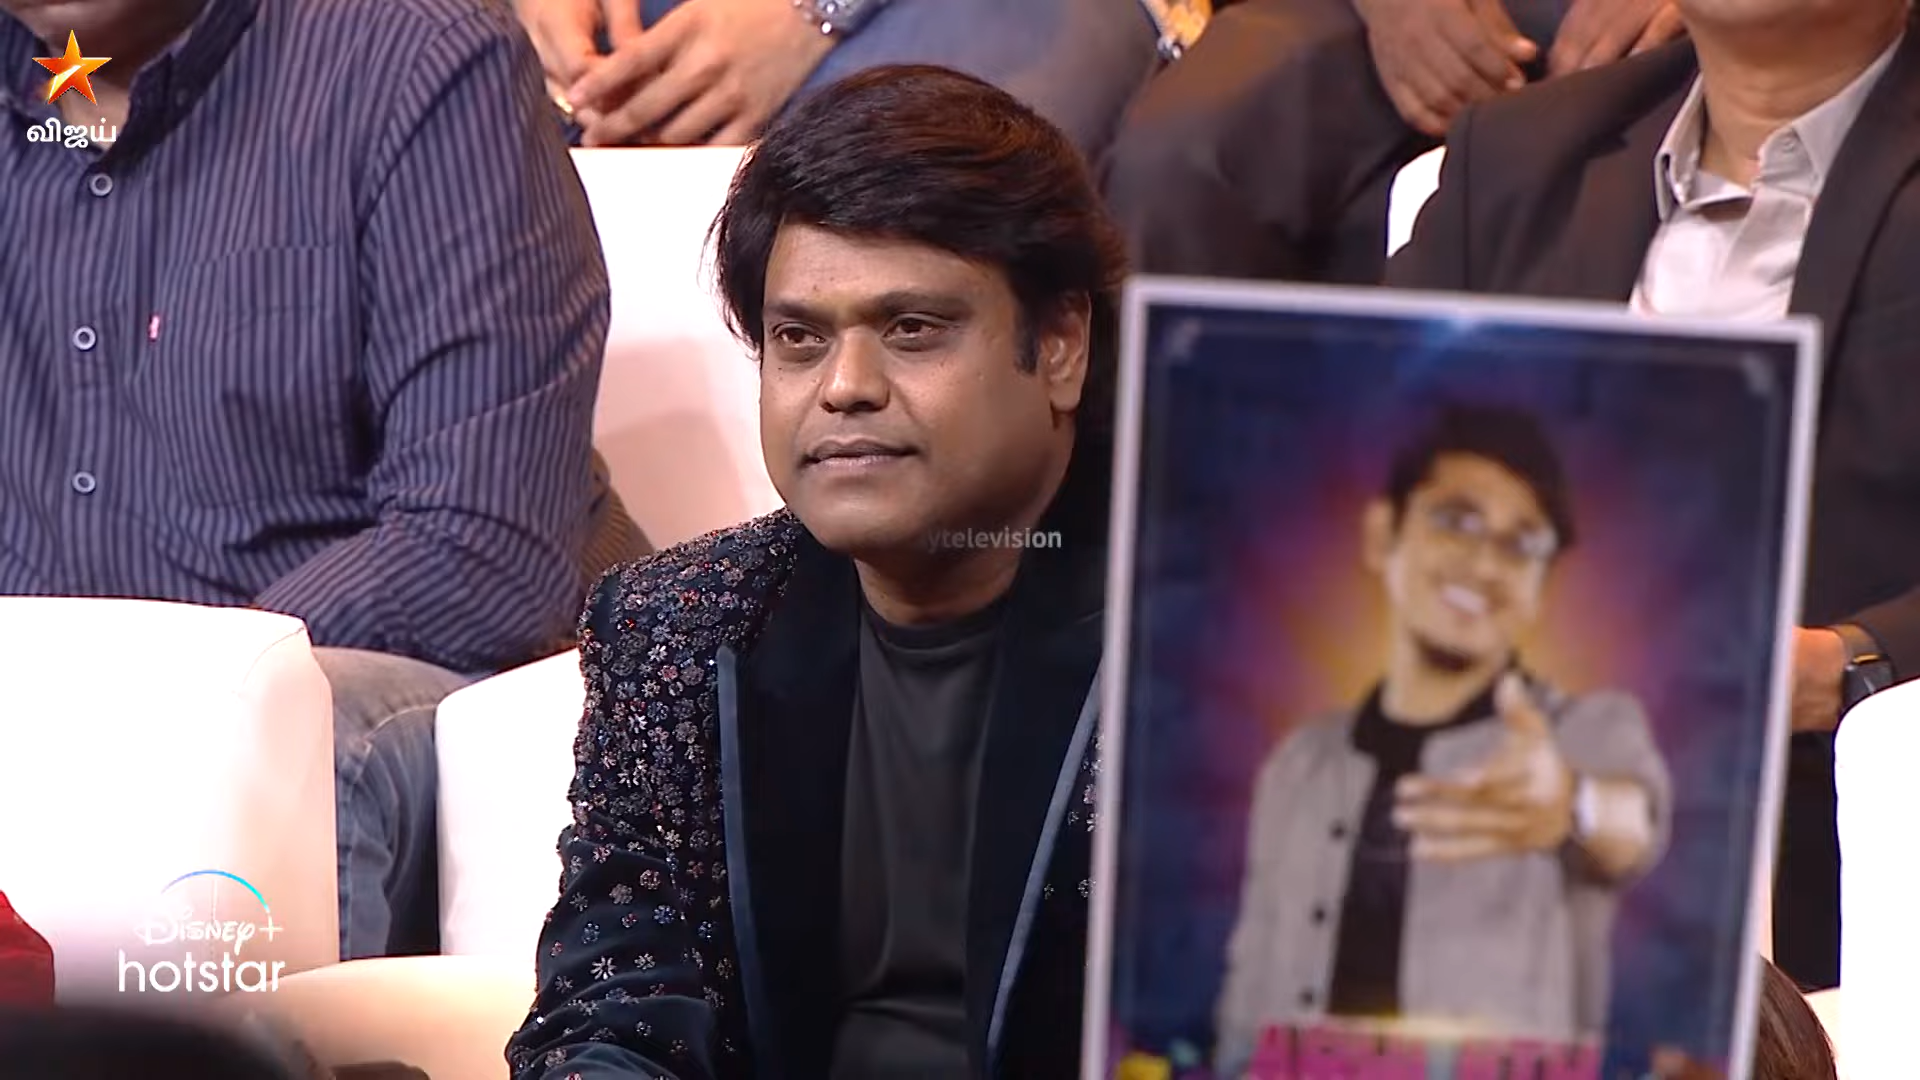 விஜய்
ytelevision
Disney+
hotstar